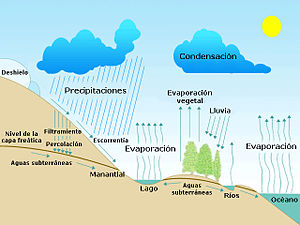 Condensación
Deshielo
Precipitaciones
Evaporación
vegetal
Lluvia
Nivel de la
capa freática
Filtramiento
Percolación
Escorrentía
Evaporación
Evaporación
Aguas subterráneas
Manantial
Lago
Aguas
subterráneas
Ríos
Océano